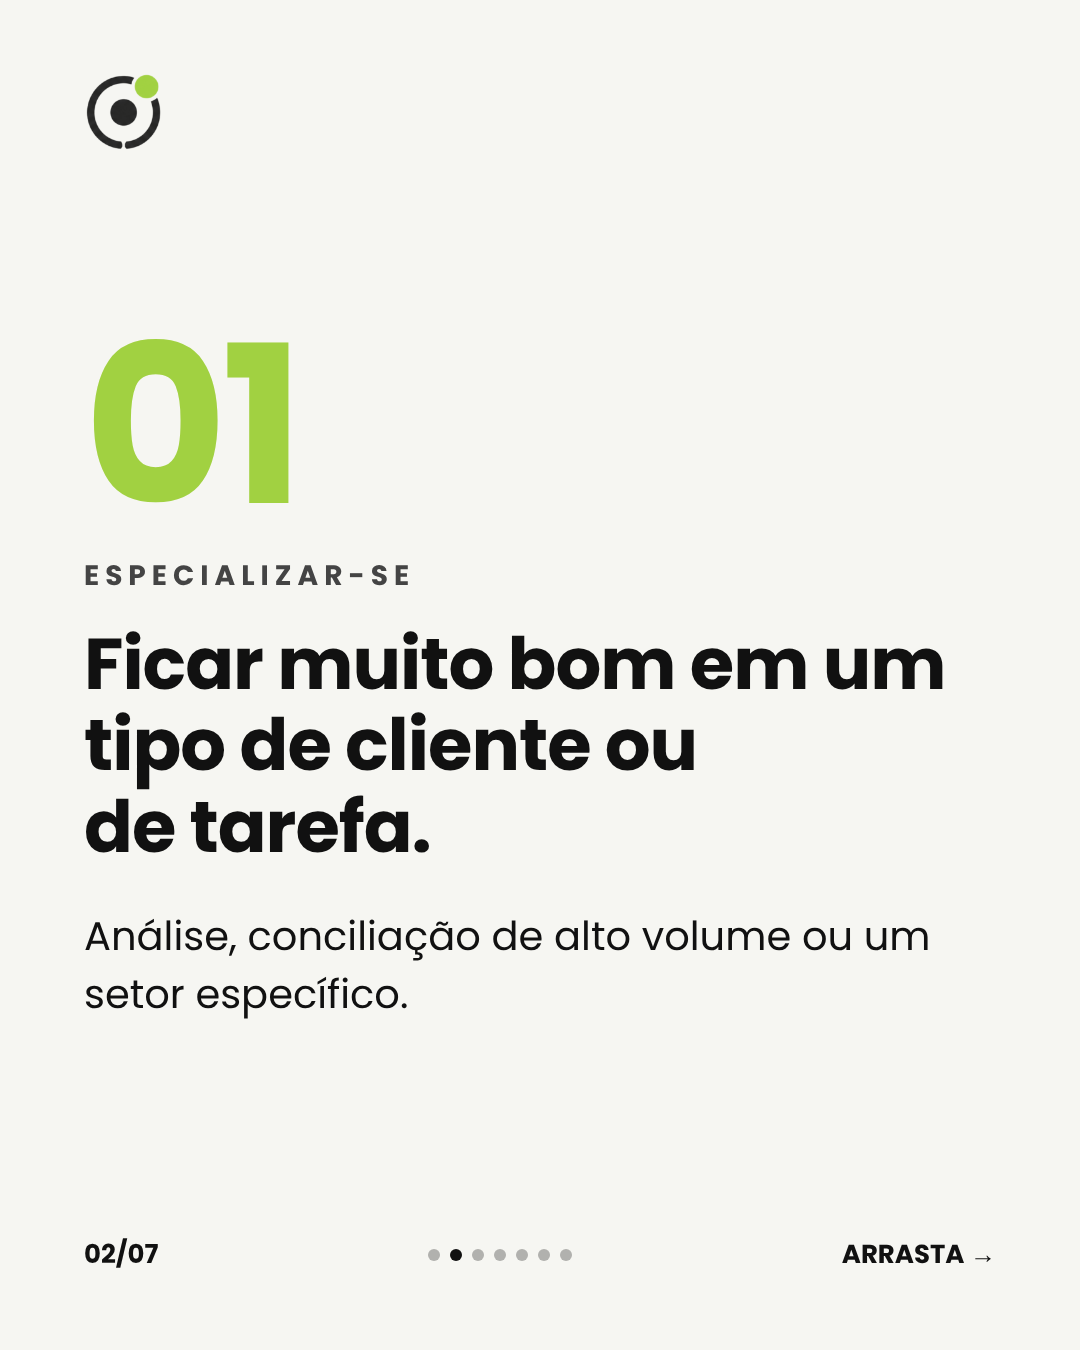 01
ESPECIALIZAR-SE
Ficar muito bom em um
tipo de cliente ou
de tarefa.
Análise, conciliação de alto volume ou um
setor específico.
02/07
ARRASTA →